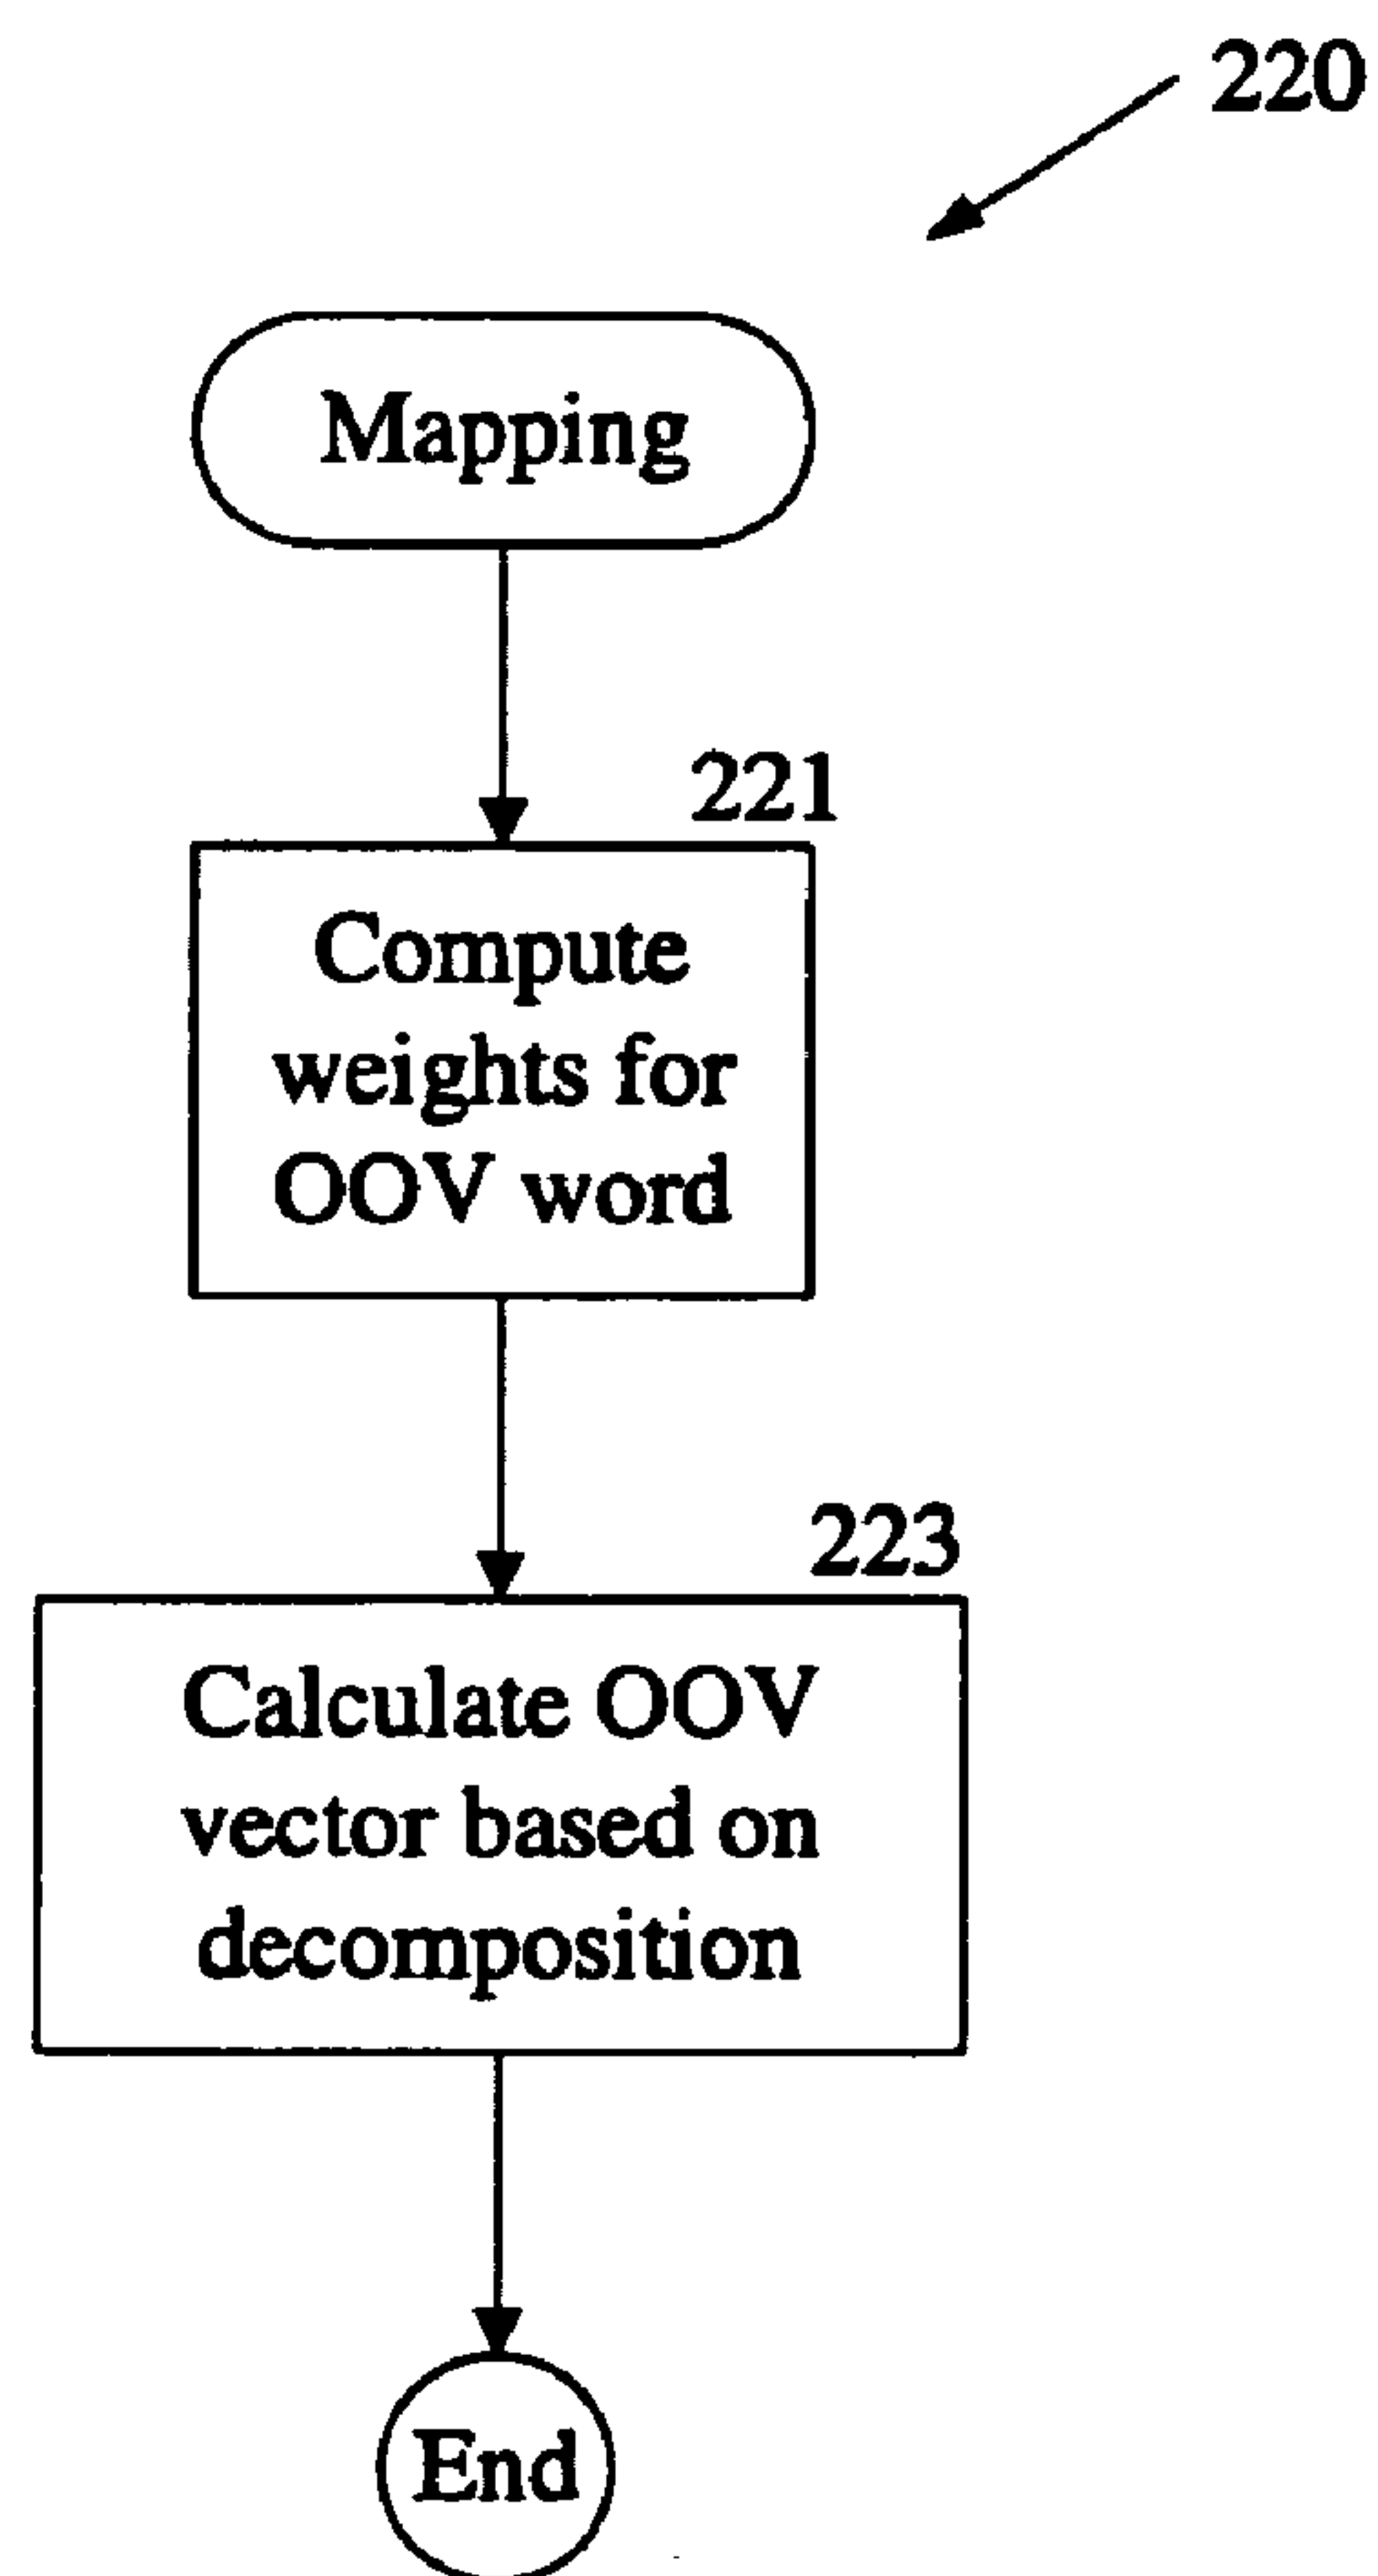 220
Mapping
221
Compute
weights for
OOV word
223
Calculate OOV
vector based on
decomposition
End